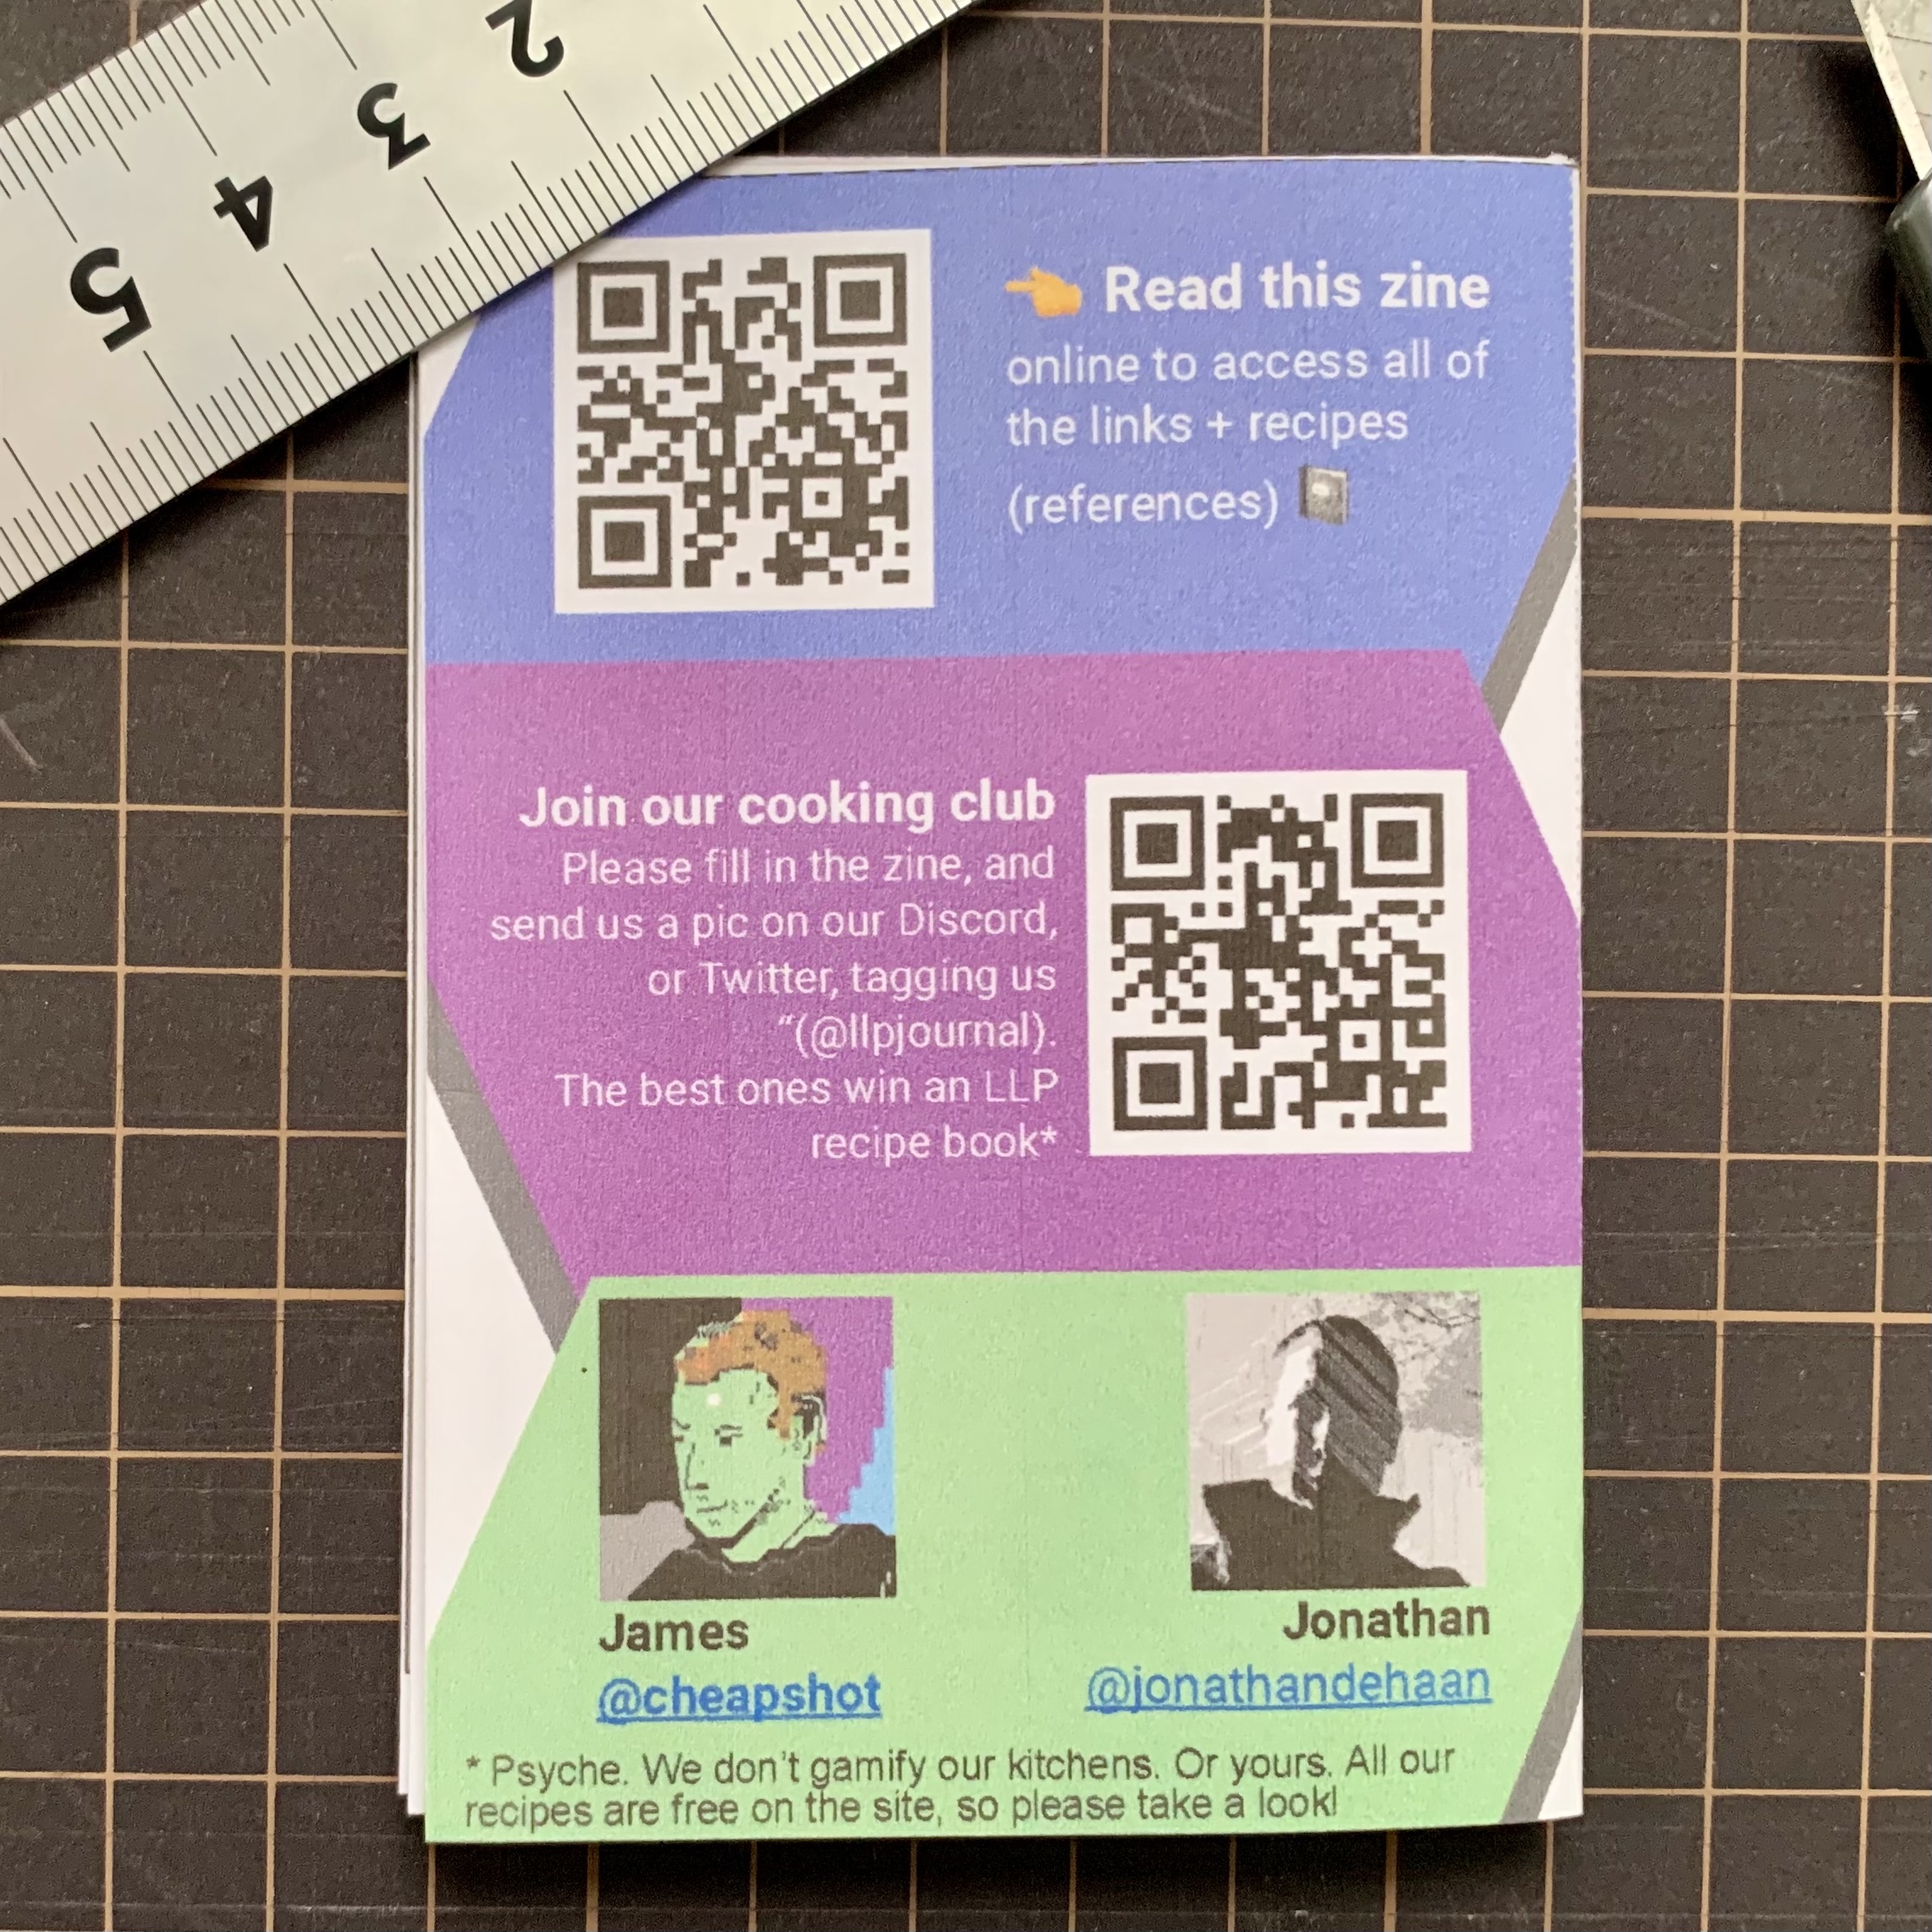 2
3
4
5
👈 Read this zine
online to access all of
the links + recipes
(references)
Join our cooking club
Please fill in the zine, and
send us a pic on our Discord,
or Twitter, tagging us
“(@llpjournal).
The best ones win an LLP
recipe book*
James
@cheapshot
Jonathan
@jonathandehaan
* Psyche. We don't gamify our kitchens. Or yours. All our
recipes are free on the site, so please take a look!